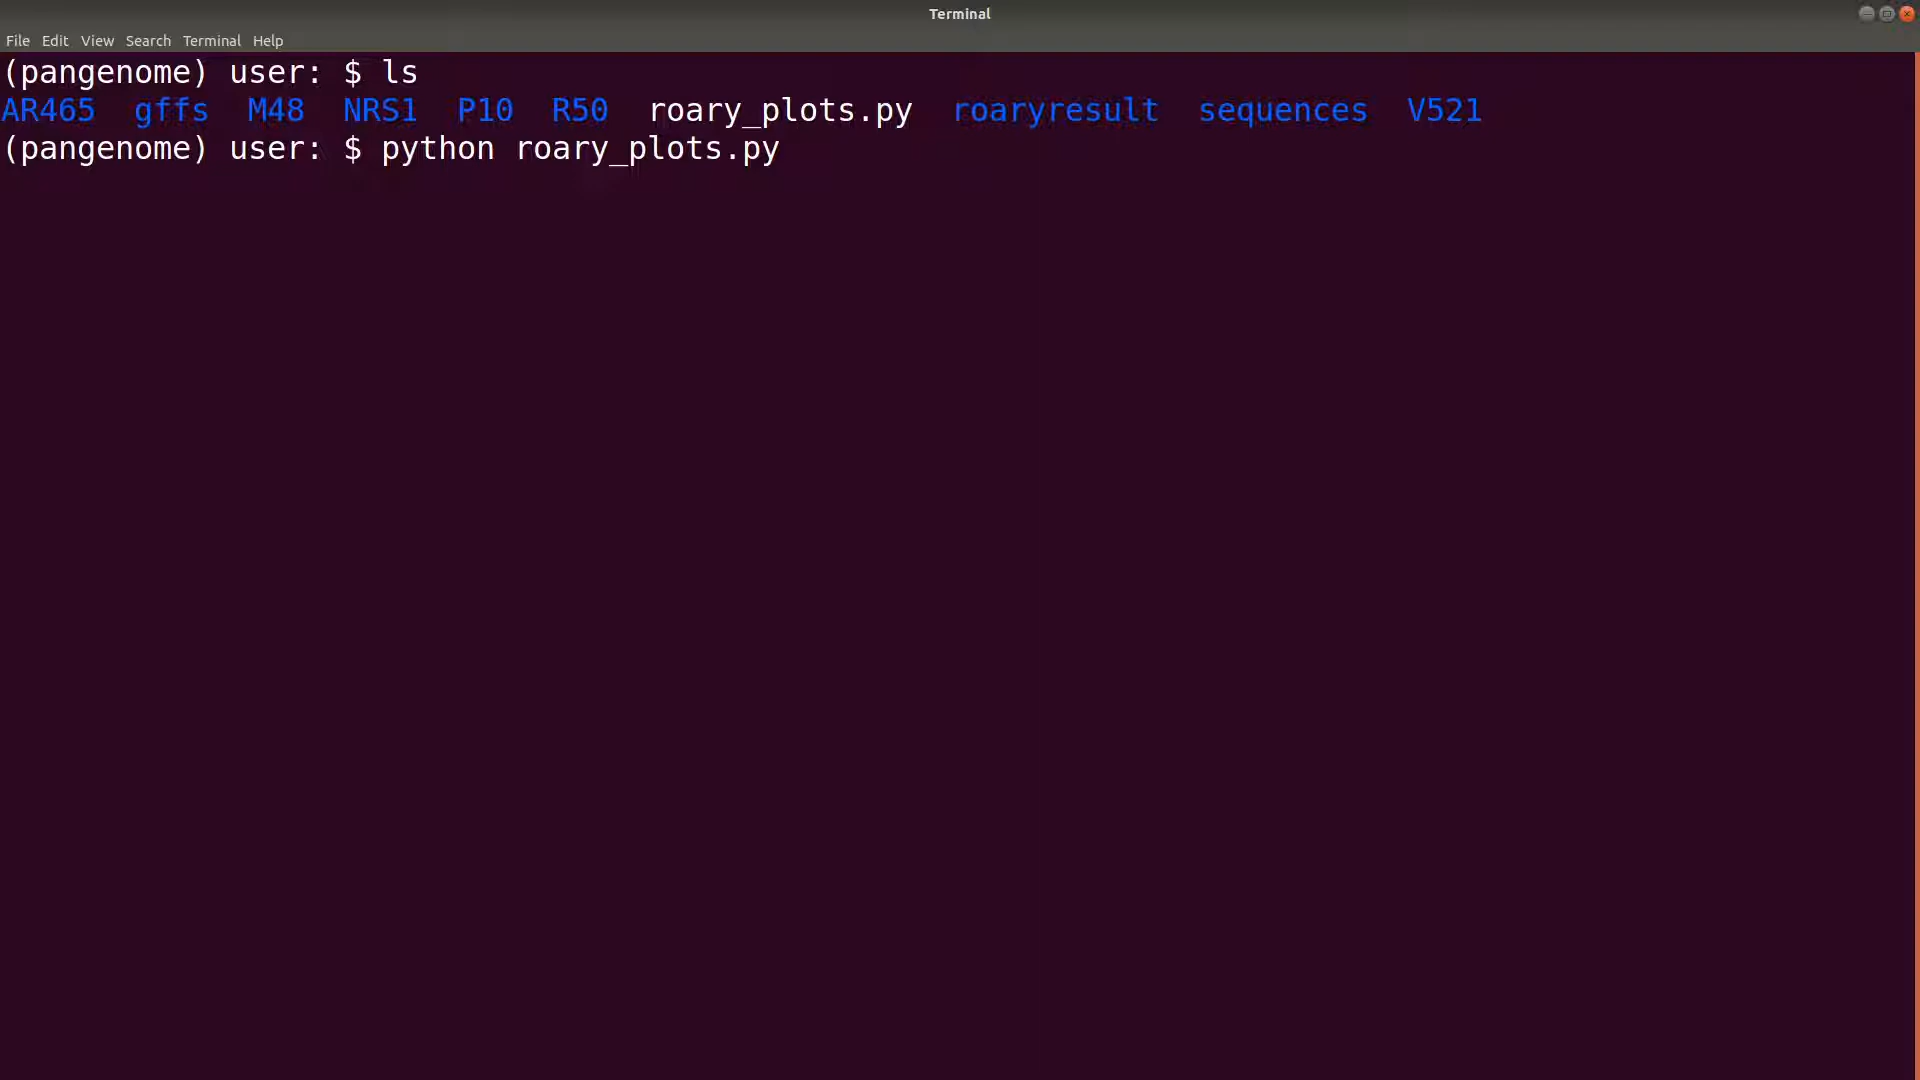 Terminal
File Edit View Search Terminal Help
(pangenome) user: $ ls
AR465 gffs M48 NRS1 P10 R50 roary_plots.py roaryresult sequences V521
(pangenome) user: $ python roary_plots.py